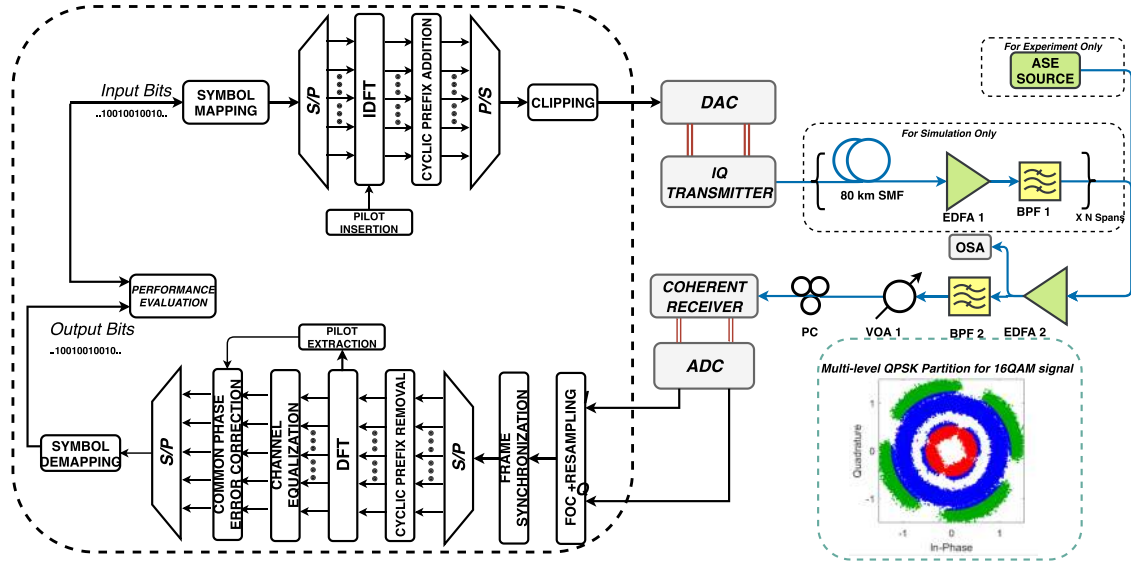 For Experiment Only
ASE
SOURCE
Input Bits
..10010010010..
SYMBOL
MAPPING
S/P
IDFT
CYCLIC PREFIX ADDITION
P/S
CLIPPING
PILOT
INSERTION
DAC
IQ
TRANSMITTER
For Simulation Only
80 km SMF
EDFA 1
BPF 1
X N Spans
OSA
PERFORMANCE
EVALUATION
COHERENT
RECEIVER
PC
VOA 1
BPF 2
EDFA 2
Output Bits
..10010010010..
PILOT
EXTRACTION
ADC
SYMBOL
DEMAPPING
S/P
COMMON PHASE
ERROR CORRECTION
CHANNEL
EQUALIZATION
DFT
CYCLIC PREFIX REMOVAL
S/P
FRAME
SYNCHRONIZATION
FOC +RESAMPLING
I
Q
Multi-level QPSK Partition for 16QAM signal
Quadrature
1
0
-1
-1
0
1
In-Phase